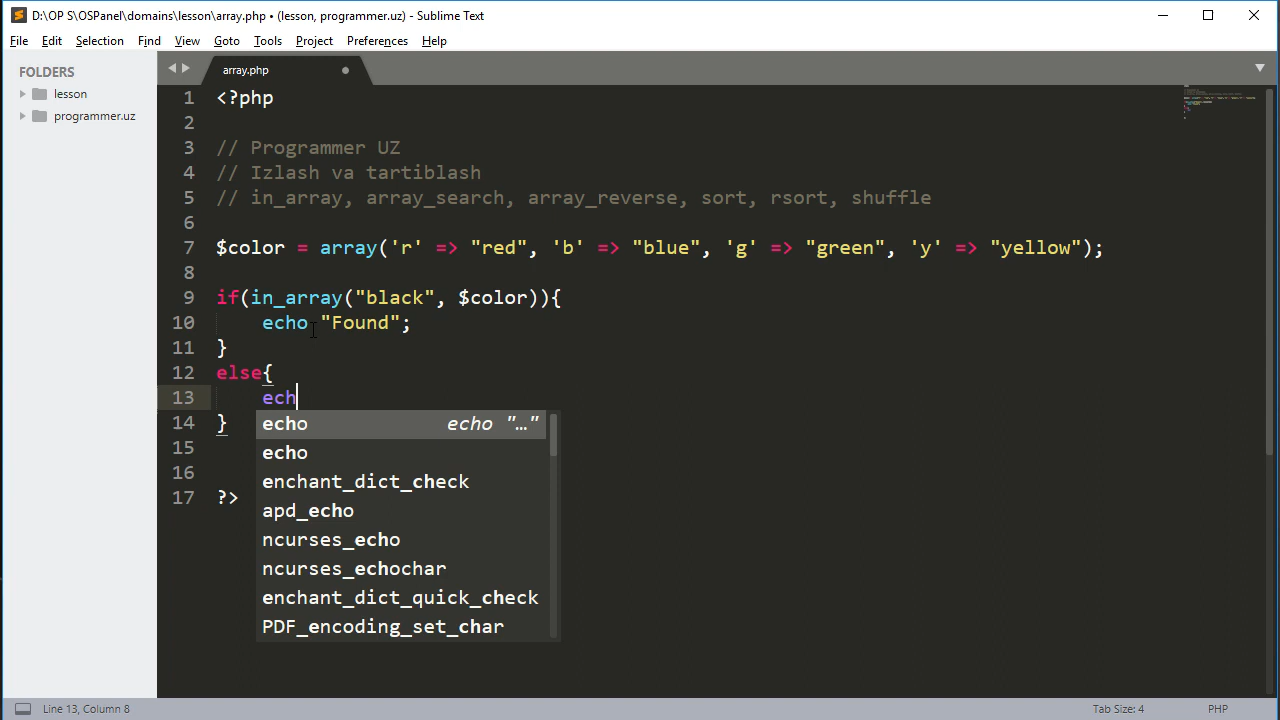 D:\OP S\OSPanel\domains\lesson\array.php • (lesson, programmer.uz) - Sublime Text
File Edit Selection Find View Goto Tools Project Preferences Help
FOLDERS
lesson
programmer.uz
array.php
1 <?php
2
3 // Programmer UZ
4 // Izlash va tartiblash
5 // in_array, array_search, array_reverse, sort, rsort, shuffle
6
7 $color = array('r' => "red", 'b' => "blue", 'g' => "green", 'y' => "yellow");
8
9 if(in_array("black", $color)){
10 echo "Found";
11 }
12 else{
13 ech
14 }
15
16
17 ?>
echo echo "…"
echo
enchant_dict_check
apd_echo
ncurses_echo
ncurses_echochar
enchant_dict_quick_check
PDF_encoding_set_char
Line 13, Column 8
Tab Size: 4
PHP